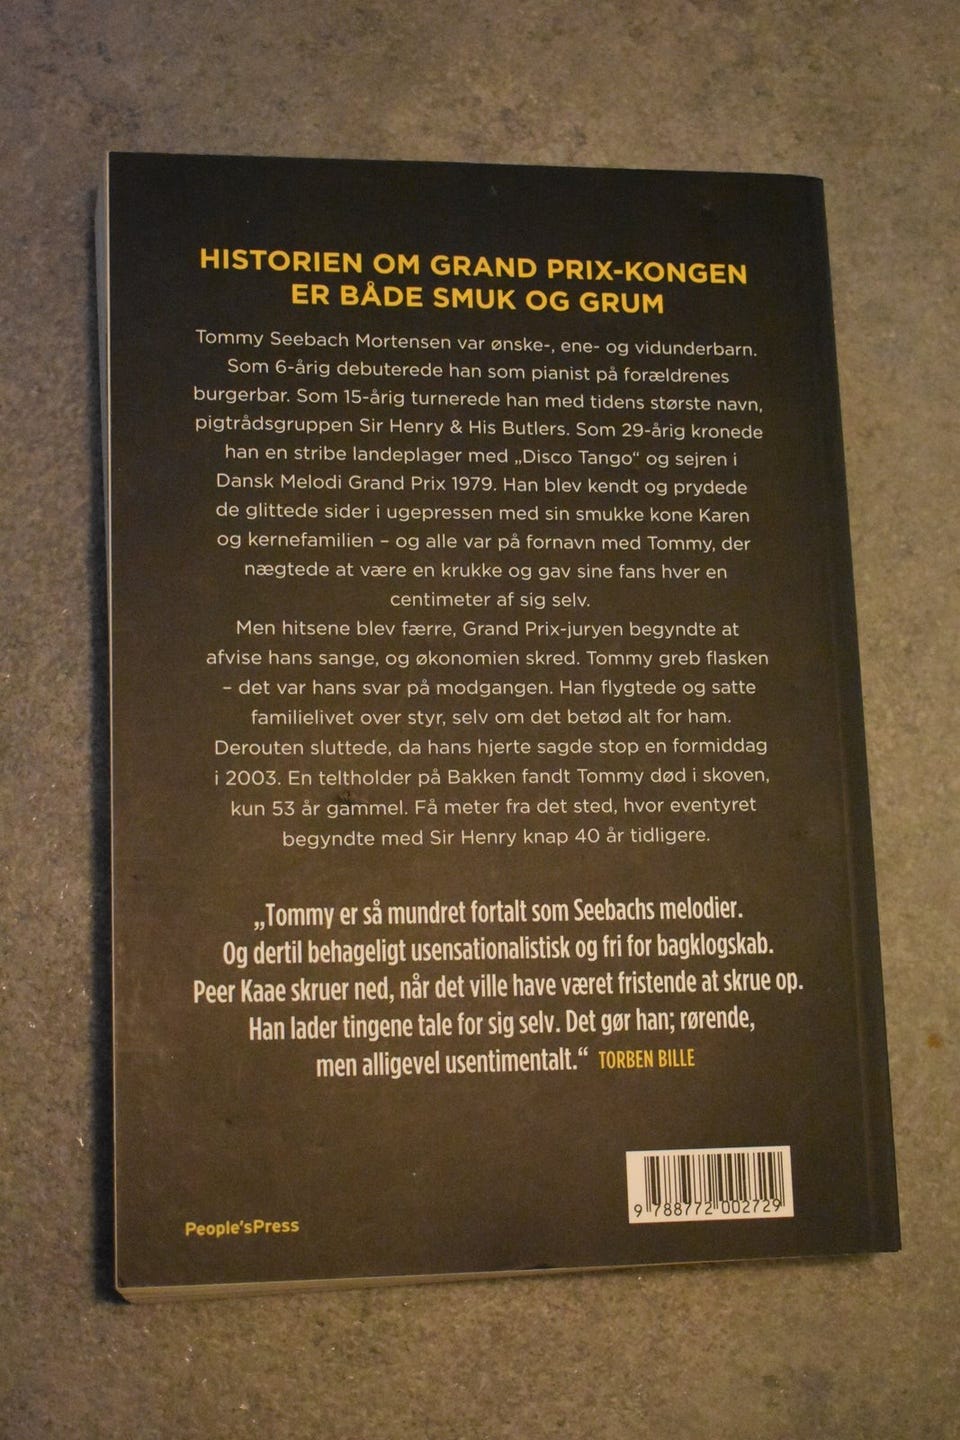 HISTORIEN OM GRAND PRIX-KONGEN
ER BÅDE SMUK OG GRUM
Tommy Seebach Mortensen var ønske-, ene- og vidunderbarn.
Som 6-årig debuterede han som pianist på forældrenes
burgerbar. Som 15-årig turnerede han med tidens største navn,
pigtrådsgruppen Sir Henry & His Butlers. Som 29-årig kronede
han en stribe landeplager med „Disco Tango“ og sejren i
Dansk Melodi Grand Prix 1979. Han blev kendt og prydede
de glittede sider i ugepressen med sin smukke kone Karen
og kernefamilien – og alle var på fornavn med Tommy, der
nægtede at være en krukke og gav sine fans hver en
centimeter af sig selv.
Men hitsene blev færre, Grand Prix-juryen begyndte at
afvise hans sange, og økonomien skred. Tommy greb flasken
– det var hans svar på modgangen. Han flygtede og satte
familielivet over styr, selv om det betød alt for ham.
Derouten sluttede, da hans hjerte sagde stop en formiddag
i 2003. En teltholder på Bakken fandt Tommy død i skoven,
kun 53 år gammel. Få meter fra det sted, hvor eventyret
begyndte med Sir Henry knap 40 år tidligere.
„Tommy er så mundret fortalt som Seebachs melodier.
Og dertil behageligt usensationalistisk og fri for bagklogskab.
Peer Kaae skruer ned, når det ville have været fristende at skrue op.
Han lader tingene tale for sig selv. Det gør han; rørende,
men alligevel usentimentalt.“ TORBEN BILLE
People'sPress
9 788772 002729